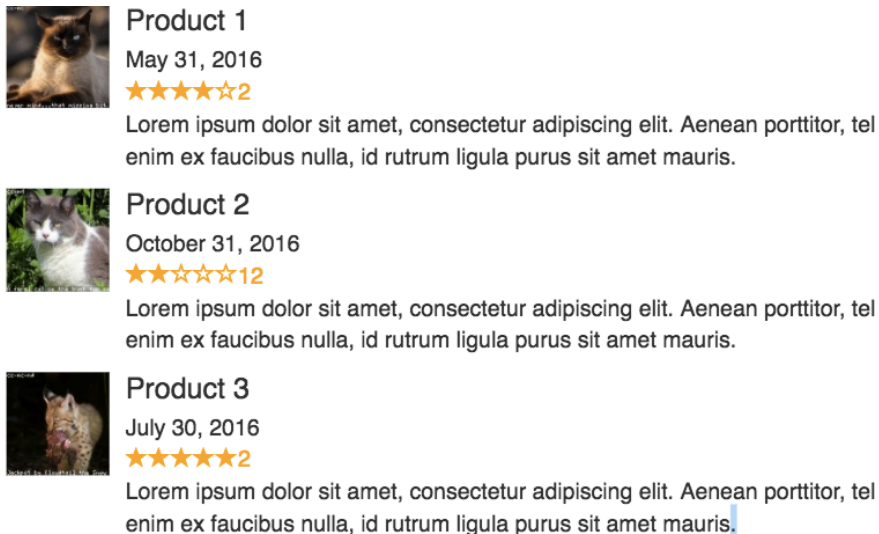 Product 1
May 31, 2016
★★★★☆2
Lorem ipsum dolor sit amet, consectetur adipiscing elit. Aenean porttitor, tel
enim ex faucibus nulla, id rutrum ligula purus sit amet mauris.
Product 2
October 31, 2016
★★☆☆☆12
Lorem ipsum dolor sit amet, consectetur adipiscing elit. Aenean porttitor, tel
enim ex faucibus nulla, id rutrum ligula purus sit amet mauris.
Product 3
July 30, 2016
★★★★★2
Lorem ipsum dolor sit amet, consectetur adipiscing elit. Aenean porttitor, tel
enim ex faucibus nulla, id rutrum ligula purus sit amet mauris.